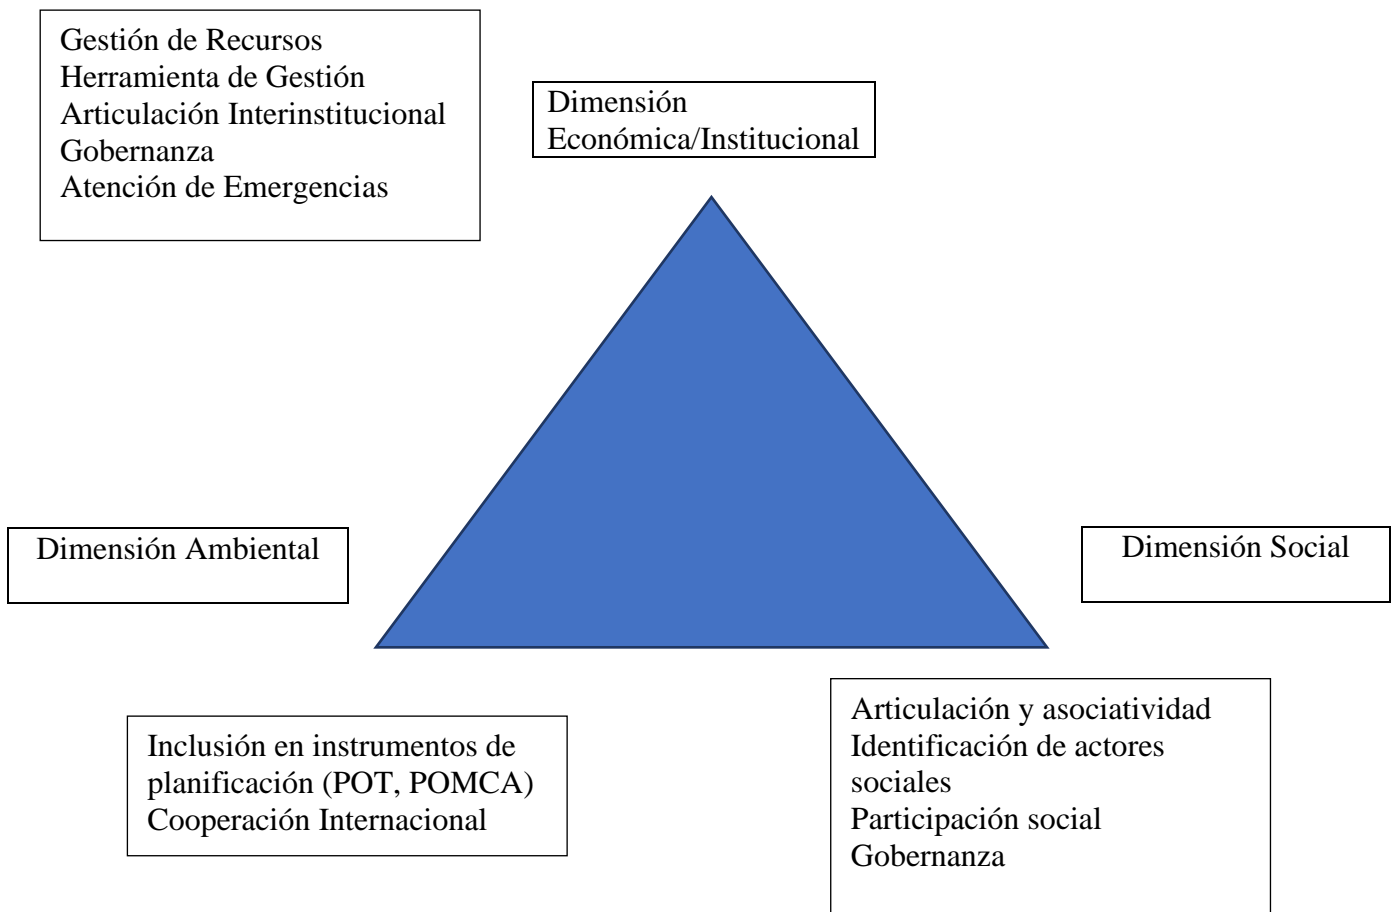 Gestión de Recursos
Herramienta de Gestión
Articulación Interinstitucional
Gobernanza
Atención de Emergencias
Dimensión
Económica/Institucional
Dimensión Ambiental
Dimensión Social
Inclusión en instrumentos de
planificación (POT, POMCA)
Cooperación Internacional
Articulación y asociatividad
Identificación de actores
sociales
Participación social
Gobernanza